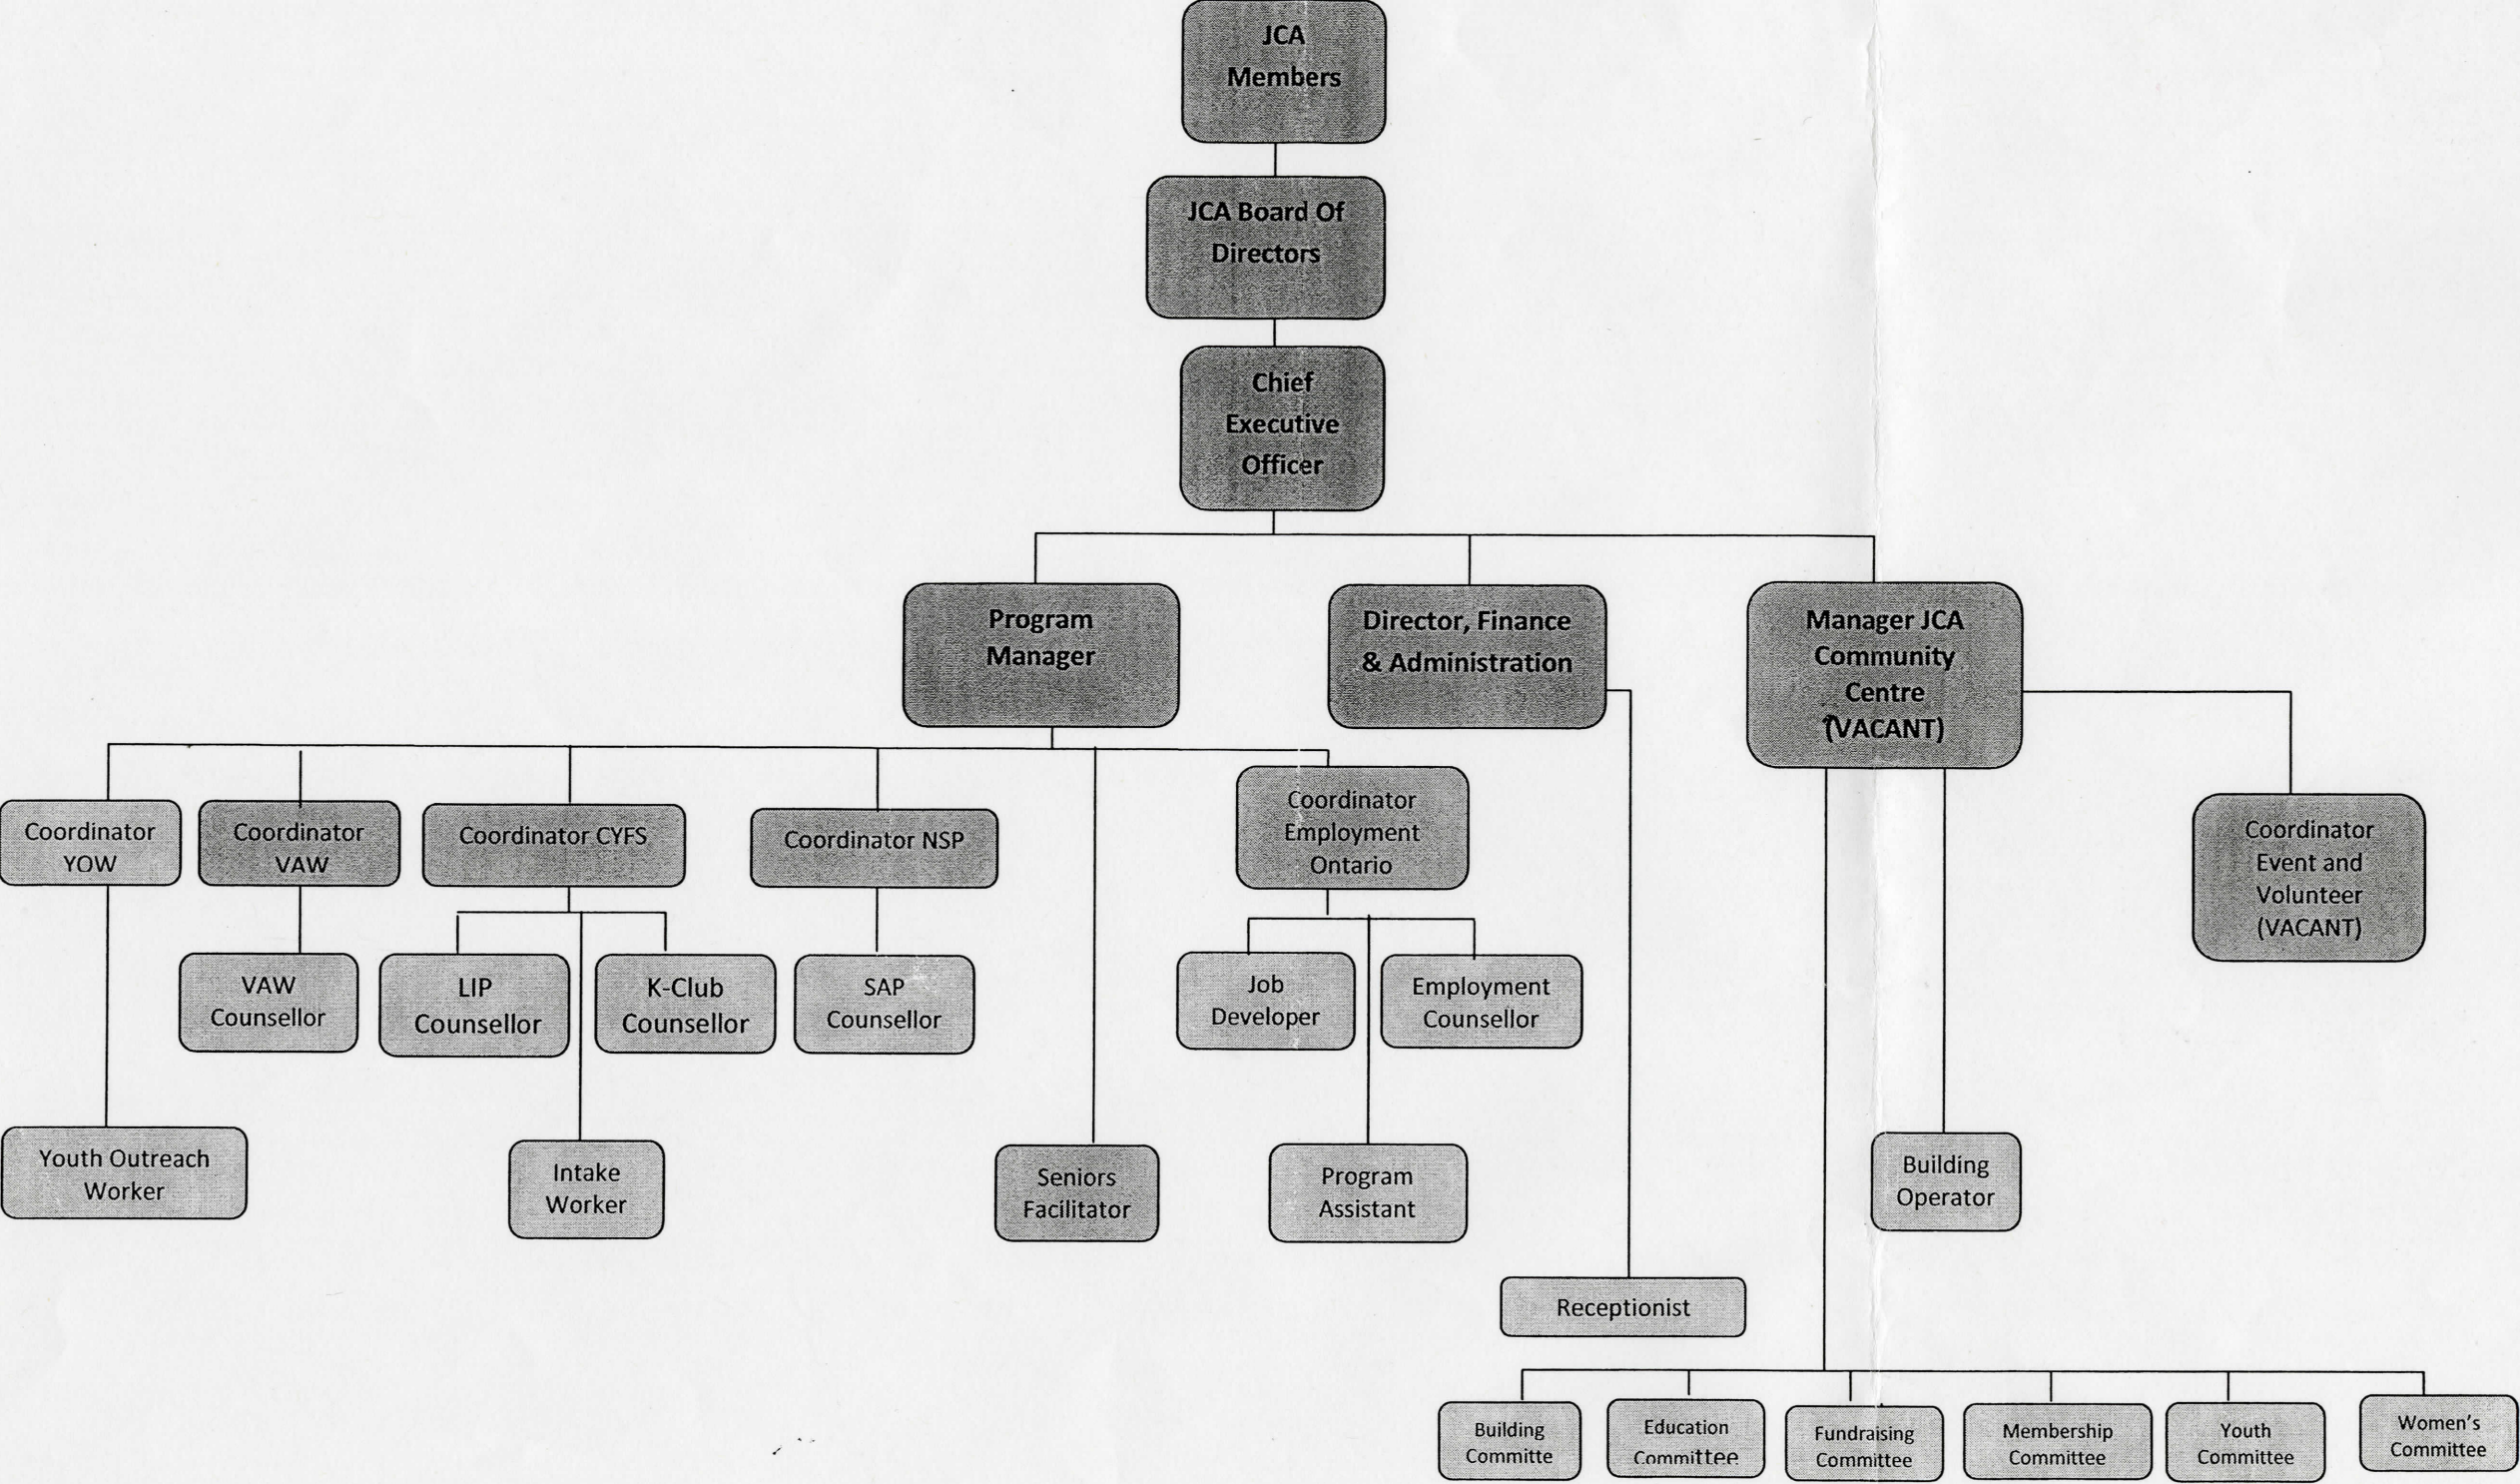 JCA
Members
JCA Board Of
Directors
Chief
Executive
Officer
Program
Manager
Director, Finance
& Administration
Manager JCA
Community
Centre
(VACANT)
Coordinator
YOW
Coordinator
VAW
Coordinator CYFS
Coordinator NSP
Coordinator
Employment
Ontario
Coordinator
Event and
Volunteer
(VACANT)
VAW
Counsellor
LIP
Counsellor
K-Club
Counsellor
SAP
Counsellor
Job
Developer
Employment
Counsellor
Youth Outreach
Worker
Intake
Worker
Seniors
Facilitator
Program
Assistant
Building
Operator
Receptionist
Building
Committe
Education
Committee
Fundraising
Committee
Membership
Committee
Youth
Committee
Women's
Committee